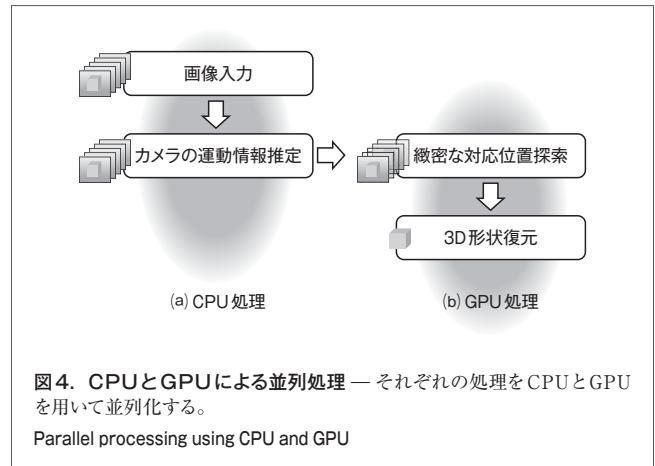 画像入力
カメラの運動情報推定
緻密な対応位置探索
3D形状復元
(a) CPU処理
(b) GPU処理
図4. CPUとGPUによる並列処理 — それぞれの処理をCPUとGPU
を用いて並列化する。
Parallel processing using CPU and GPU